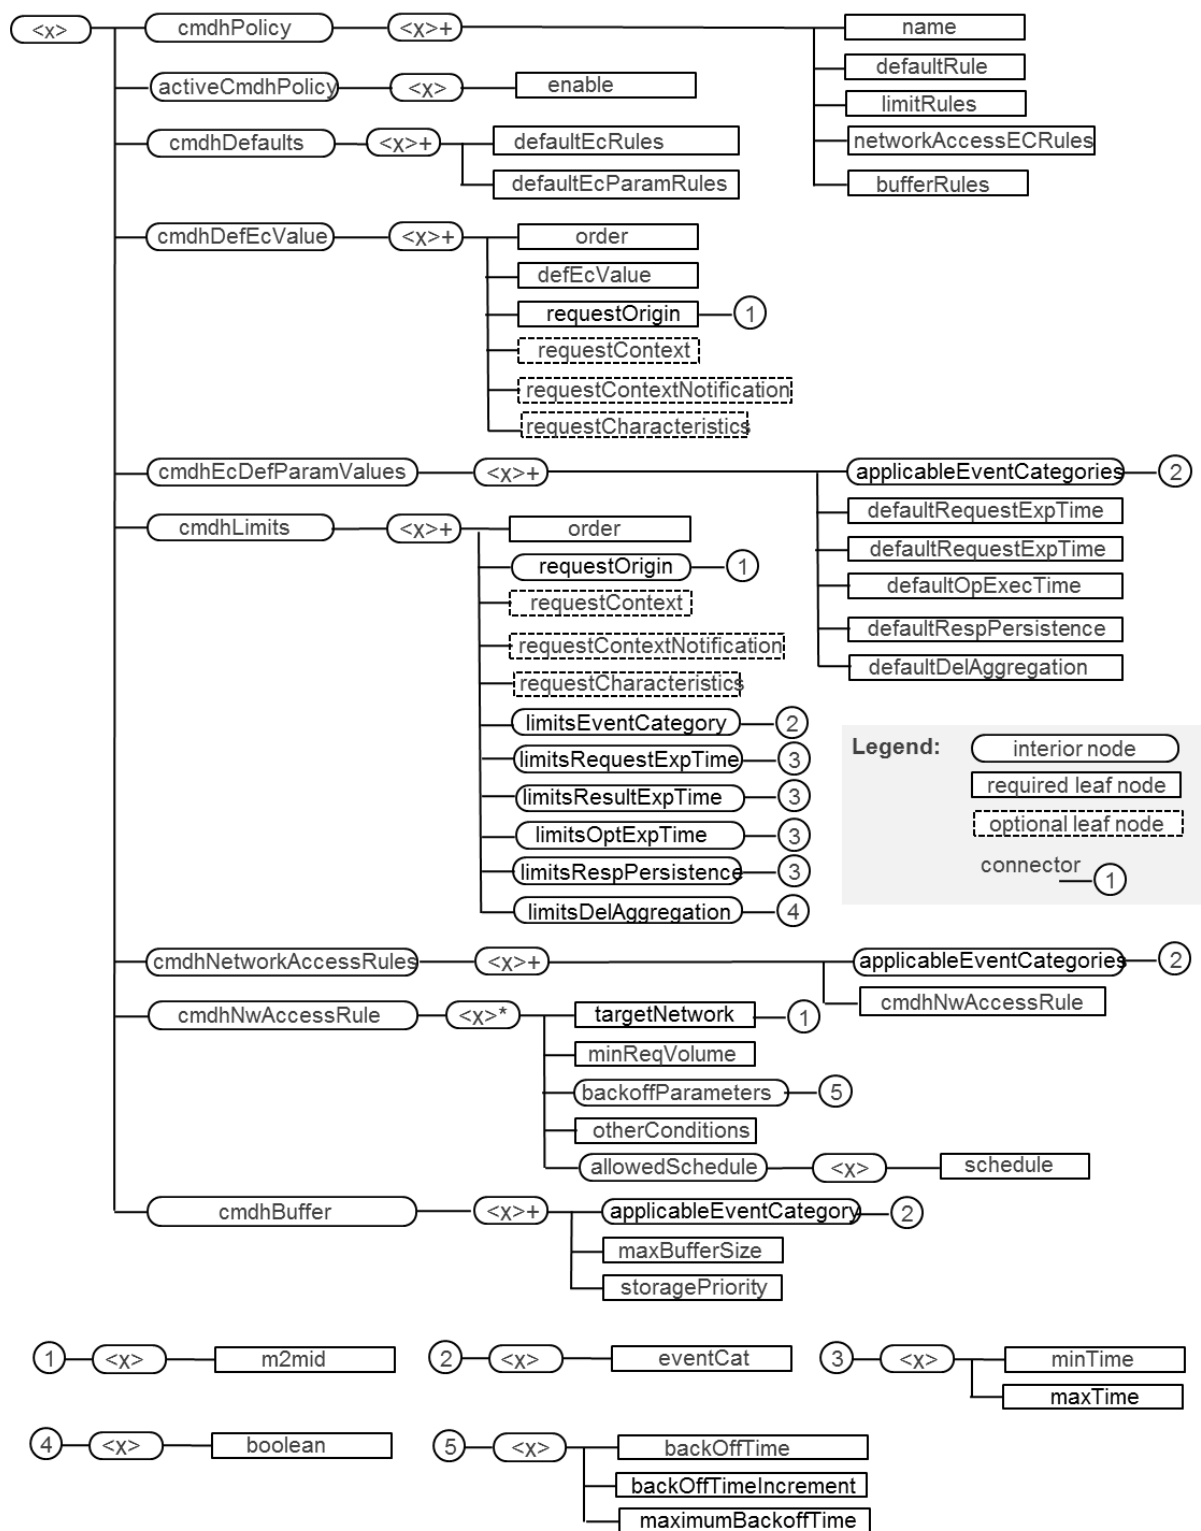 <x>
cmdhPolicy <x>+ name
defaultRule
activeCmdhPolicy <x> enable
limitRules
cmdhDefaults <x>+ defaultEcRules networkAccessECRules
defaultEcParamRules bufferRules
cmdhDefEcValue <x>+ order
defEcValue
requestOrigin 1
requestContext
requestContextNotification
requestCharacteristics
cmdhEcDefParamValues <x>+ applicableEventCategories 2
defaultRequestExpTime
cmdhLimits <x>+ order
defaultRequestExpTime
requestOrigin 1
defaultOpExecTime
requestContext
defaultRespPersistence
requestContextNotification
defaultDelAggregation
requestCharacteristics
limitsEventCategory 2
limitsRequestExpTime 3
limitsResultExpTime 3
limitsOptExpTime 3
limitsRespPersistence 3
limitsDelAggregation 4
Legend: interior node
required leaf node
optional leaf node
connector 1
cmdhNetworkAccessRules <x>+ applicableEventCategories 2
cmdhNwAccessRule
cmdhNwAccessRule <x>* targetNetwork 1
minReqVolume
backoffParameters 5
otherConditions
allowedSchedule <x> schedule
cmdhBuffer <x>+ applicableEventCategory 2
maxBufferSize
storagePriority
1 <x> m2mid
2 <x> eventCat
3 <x> minTime
maxTime
4 <x> boolean
5 <x> backOffTime
backOffTimeIncrement
maximumBackoffTime